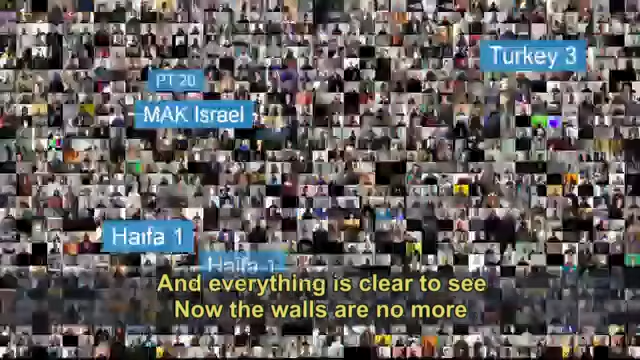 Turkey 3
PT 20
MAK Israel
Haifa 1
Haifa 1
And everything is clear to see
Now the walls are no more